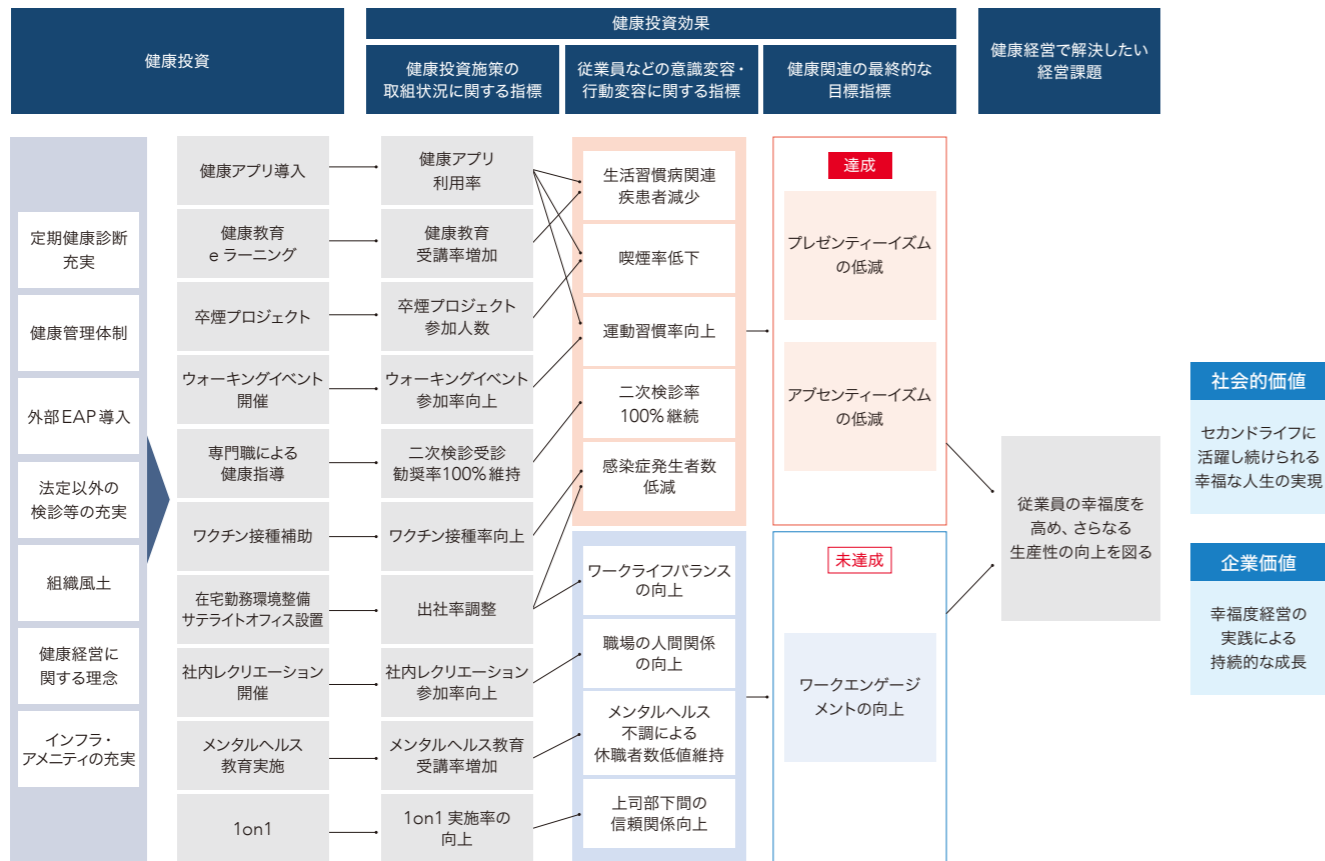 健康投資
健康投資効果
健康投資施策の
取組状況に関する指標
従業員などの意識変容・
行動変容に関する指標
健康関連の最終的な
目標指標
健康経営で解決したい
経営課題
定期健康診断
充実
健康管理体制
外部EAP導入
法定以外の
検診等の充実
組織風土
健康経営に
関する理念
インフラ・
アメニティの充実
健康アプリ導入
健康教育
eラーニング
卒煙プロジェクト
ウォーキングイベント
開催
専門職による
健康指導
ワクチン接種補助
在宅勤務環境整備
サテライトオフィス設置
社内レクリエーション
開催
メンタルヘルス
教育実施
1on1
健康アプリ
利用率
健康教育
受講率増加
卒煙プロジェクト
参加人数
ウォーキングイベント
参加率向上
二次検診受診
勧奨率100%維持
ワクチン接種率向上
出社率調整
社内レクリエーション
参加率向上
メンタルヘルス教育
受講率増加
1on1実施率の
向上
生活習慣病関連
疾患者減少
喫煙率低下
運動習慣率向上
二次検診率
100%継続
感染症発生者数
低減
ワークライフバランス
の向上
職場の人間関係
の向上
メンタルヘルス
不調による
休職者数低値維持
上司部下間の
信頼関係向上
達成
プレゼンティーイズム
の低減
アブセンティーイズム
の低減
未達成
ワークエンゲージ
メントの向上
従業員の幸福度を
高め、さらなる
生産性の向上を図る
社会的価値
セカンドライフに
活躍し続けられる
幸福な人生の実現
企業価値
幸福度経営の
実践による
持続的な成長